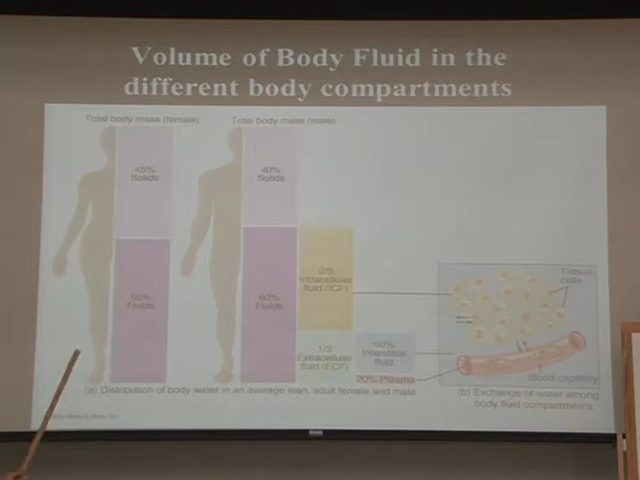 Volume of Body Fluid in the
different body compartments
Total body mass (female)
Total body mass (male)
45%
Solids
40%
Solids
55%
Fluids
60%
Fluids
2/3
Intracellular
fluid (ICF)
1/3
Extracellular
fluid (ECF)
Interstitial
fluid
20% Plasma
Tissue
cells
Blood capillary
(a) Distribution of body water in an average lean, adult female and male
(b) Exchange of water among
body fluid compartments